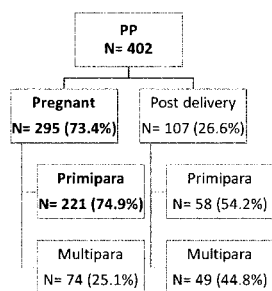 PP
N= 402
Pregnant
N= 295 (73.4%)
Post delivery
N= 107 (26.6%)
Primipara
N= 221 (74.9%)
Primipara
N= 58 (54.2%)
Multipara
N= 74 (25.1%)
Multipara
N= 49 (44.8%)